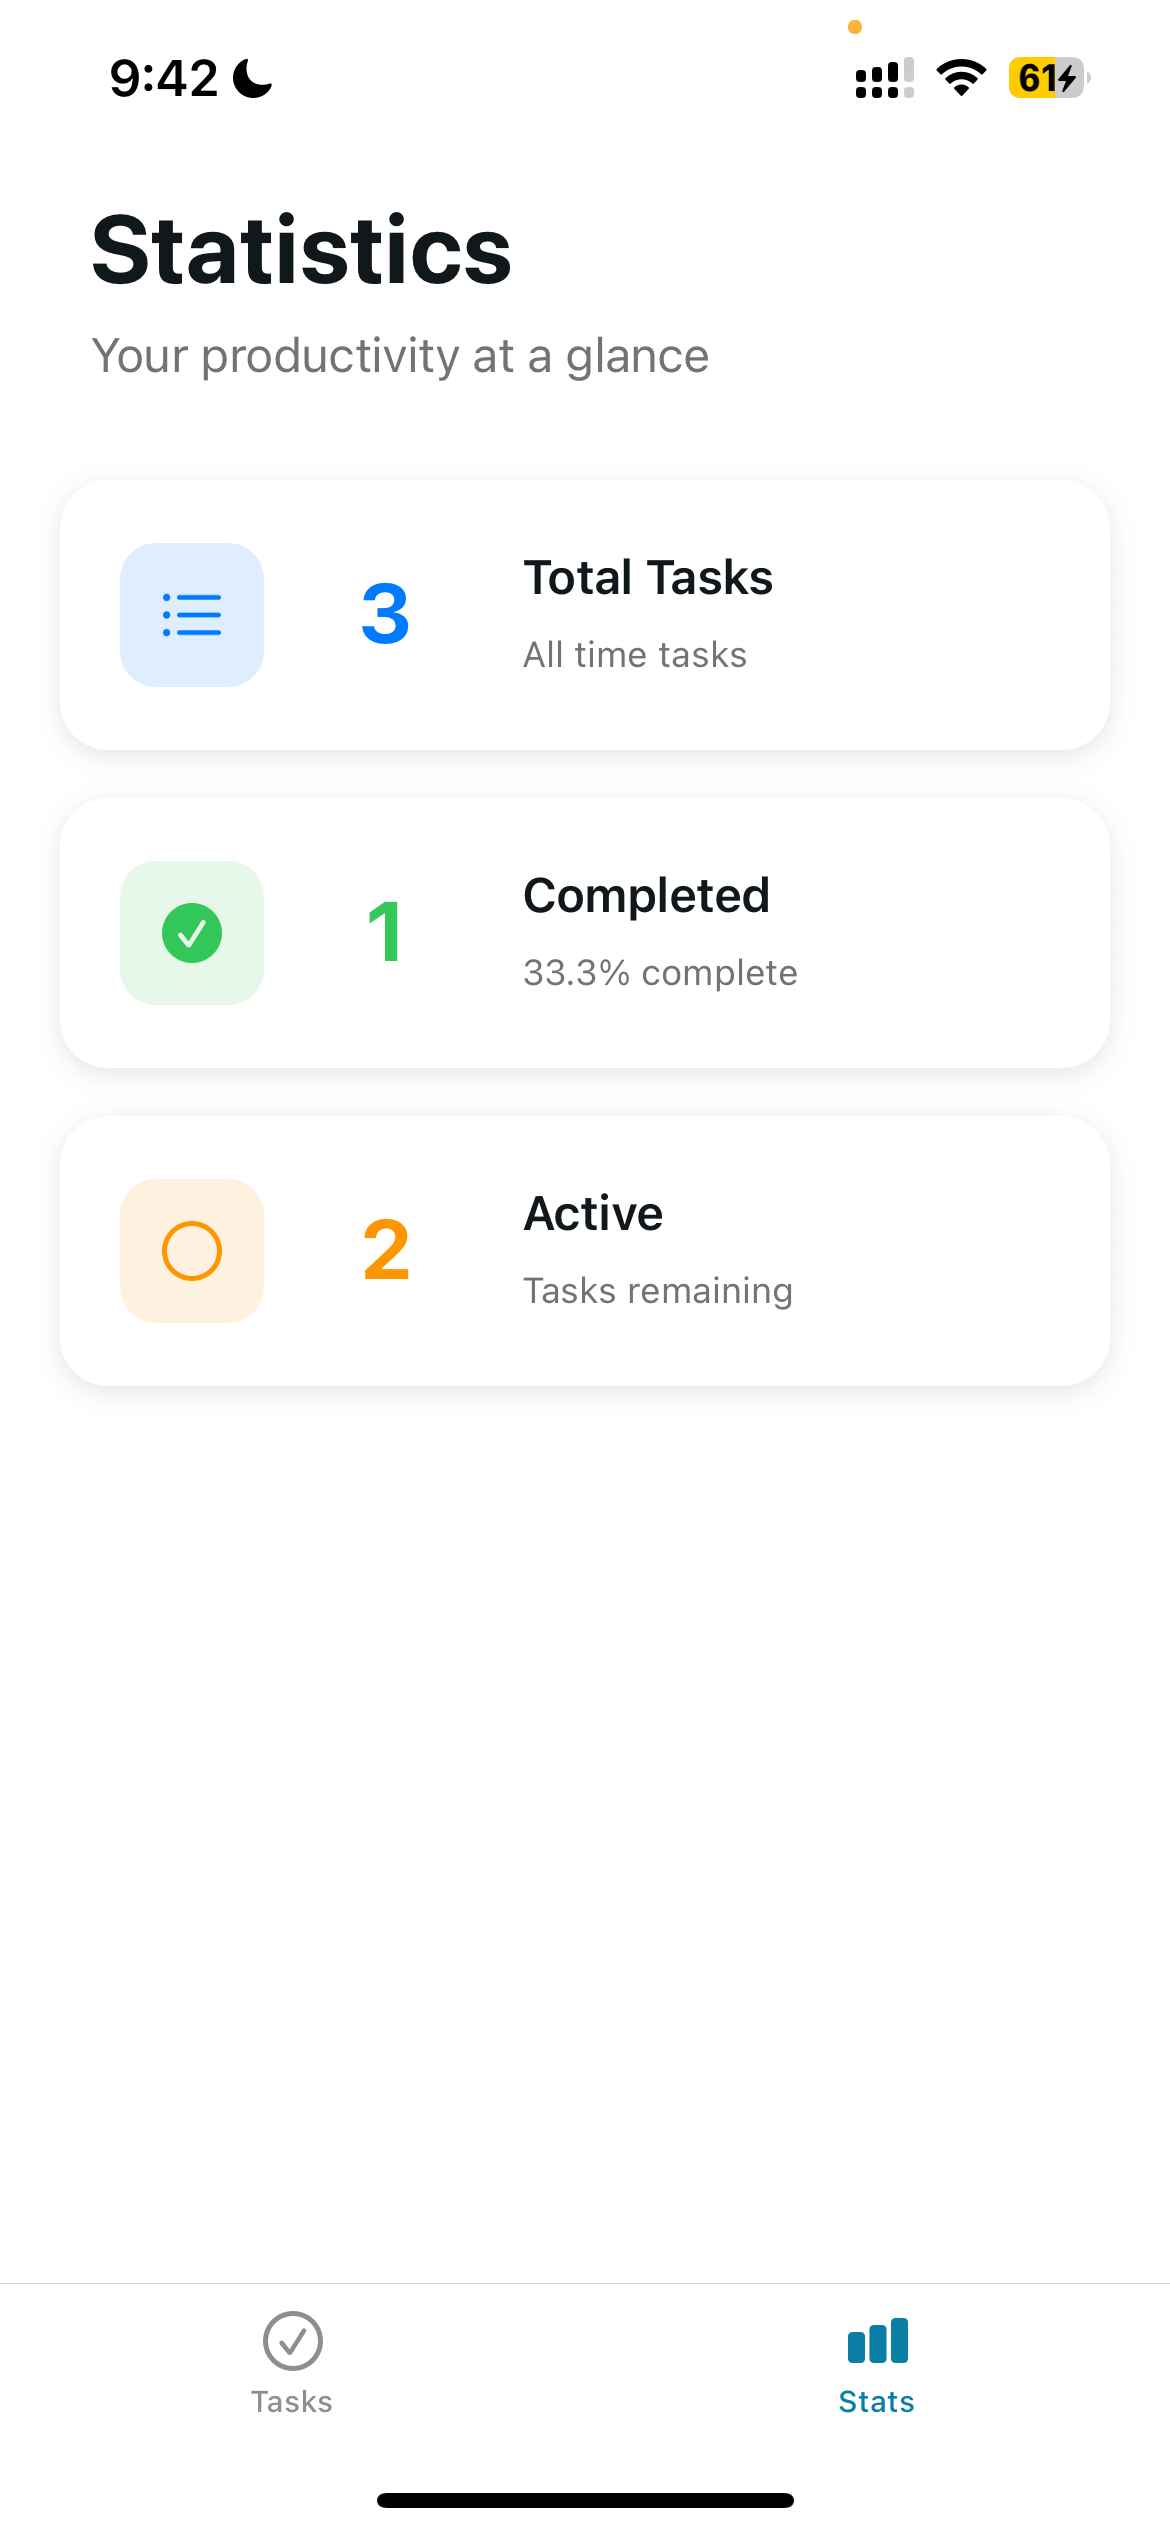 9:42
61
Statistics
Your productivity at a glance
3
Total Tasks
All time tasks
1
Completed
33.3% complete
2
Active
Tasks remaining
Tasks
Stats